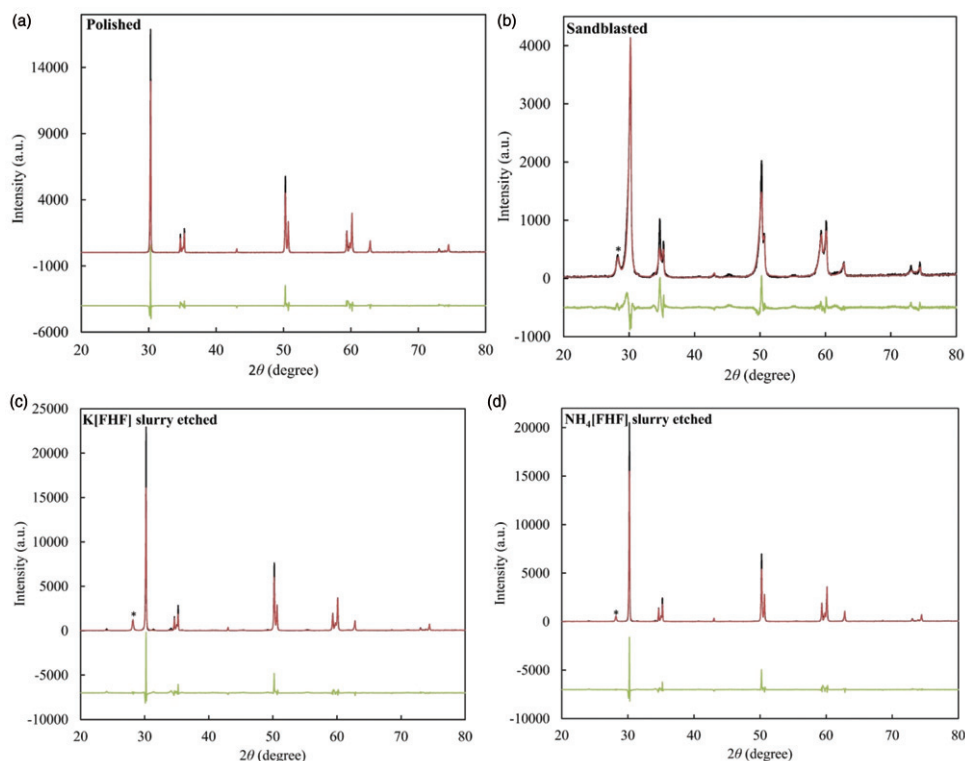 (a)
Polished
14000
9000
4000
-1000
-6000
Intensity (a.u.)
20 30 40 50 60 70 80
2θ (degree)
(b)
Sandblasted
4000
3000
2000
1000
0
-1000
Intensity (a.u.)
*
20 30 40 50 60 70 80
2θ (degree)
(c)
K[FHF] slurry etched
25000
20000
15000
10000
5000
0
-5000
-10000
Intensity (a.u.)
*
20 30 40 50 60 70 80
2θ (degree)
(d)
NH₄[FHF] slurry etched
20000
15000
10000
5000
0
-5000
-10000
Intensity (a.u.)
*
20 30 40 50 60 70 80
2θ (degree)